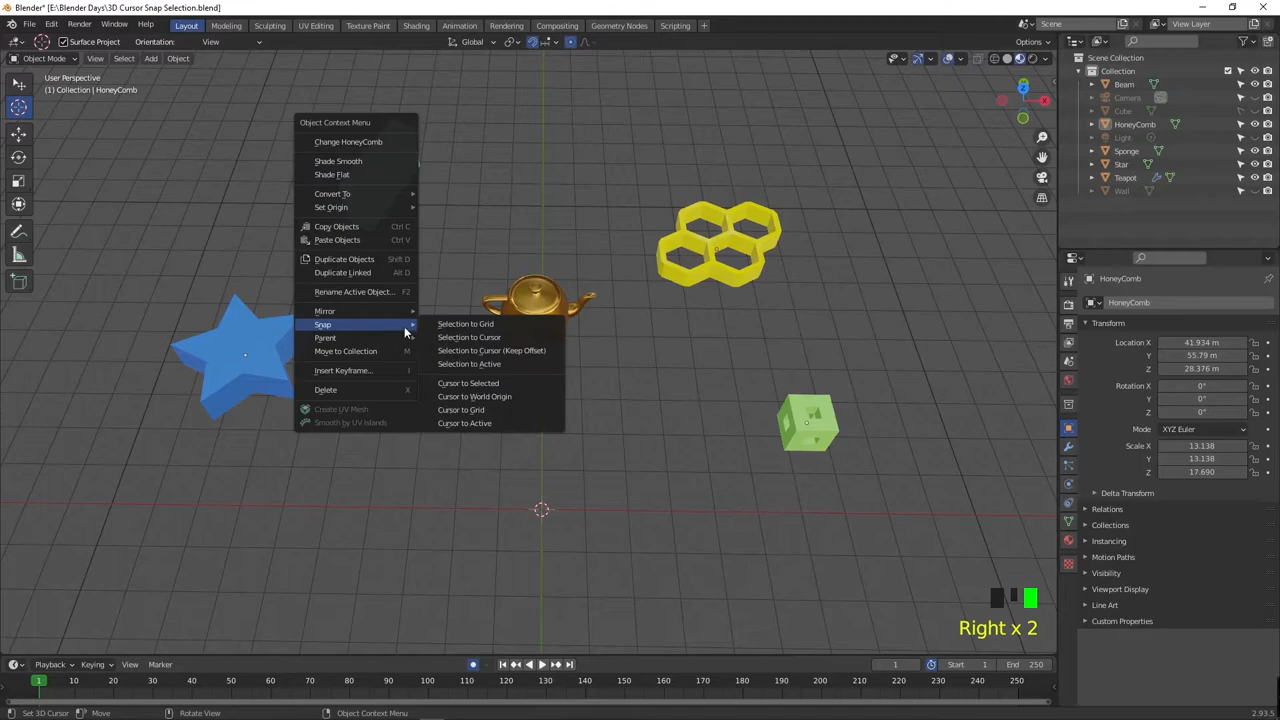 Blender* [E:\Blender Days\3D Cursor Snap Selection.blend]
File Edit Render Window Help Layout Modeling Sculpting UV Editing Texture Paint Shading Animation Rendering Compositing Geometry Nodes Scripting + Scene View Layer
Surface Project Orientation: View Global Options
Object Mode View Select Add Object
User Perspective
(1) Collection | HoneyComb
Z
X
Object Context Menu
Change HoneyComb
Shade Smooth
Shade Flat
Convert To
Set Origin
Copy Objects Ctrl C
Paste Objects Ctrl V
Duplicate Objects Shift D
Duplicate Linked Alt D
Rename Active Object... F2
Mirror
Snap
Parent
Move to Collection M
Insert Keyframe... I
Delete X
Create UV Mesh
Smooth by UV Islands
Selection to Grid
Selection to Cursor
Selection to Cursor (Keep Offset)
Selection to Active
Cursor to Selected
Cursor to World Origin
Cursor to Grid
Cursor to Active
Right x 2
Scene Collection
Collection
Beam
Camera
Cube
HoneyComb
Light
Sponge
Star
Teapot
Wall
HoneyComb
HoneyComb
Transform
Location X 41.934 m
Y 55.79 m
Z 28.376 m
Rotation X 0°
Y 0°
Z 0°
Mode XYZ Euler
Scale X 13.138
Y 13.138
Z 17.690
Delta Transform
Relations
Collections
Instancing
Motion Paths
Visibility
Viewport Display
Line Art
Custom Properties
Playback Keying View Marker 1 Start 1 End 250
1 10 20 30 40 50 60 70 80 90 100 110 120 130 140 150 160 170 180 190 200 210 220 230 240 250
Set 3D Cursor Move Rotate View Object Context Menu 2.93.5